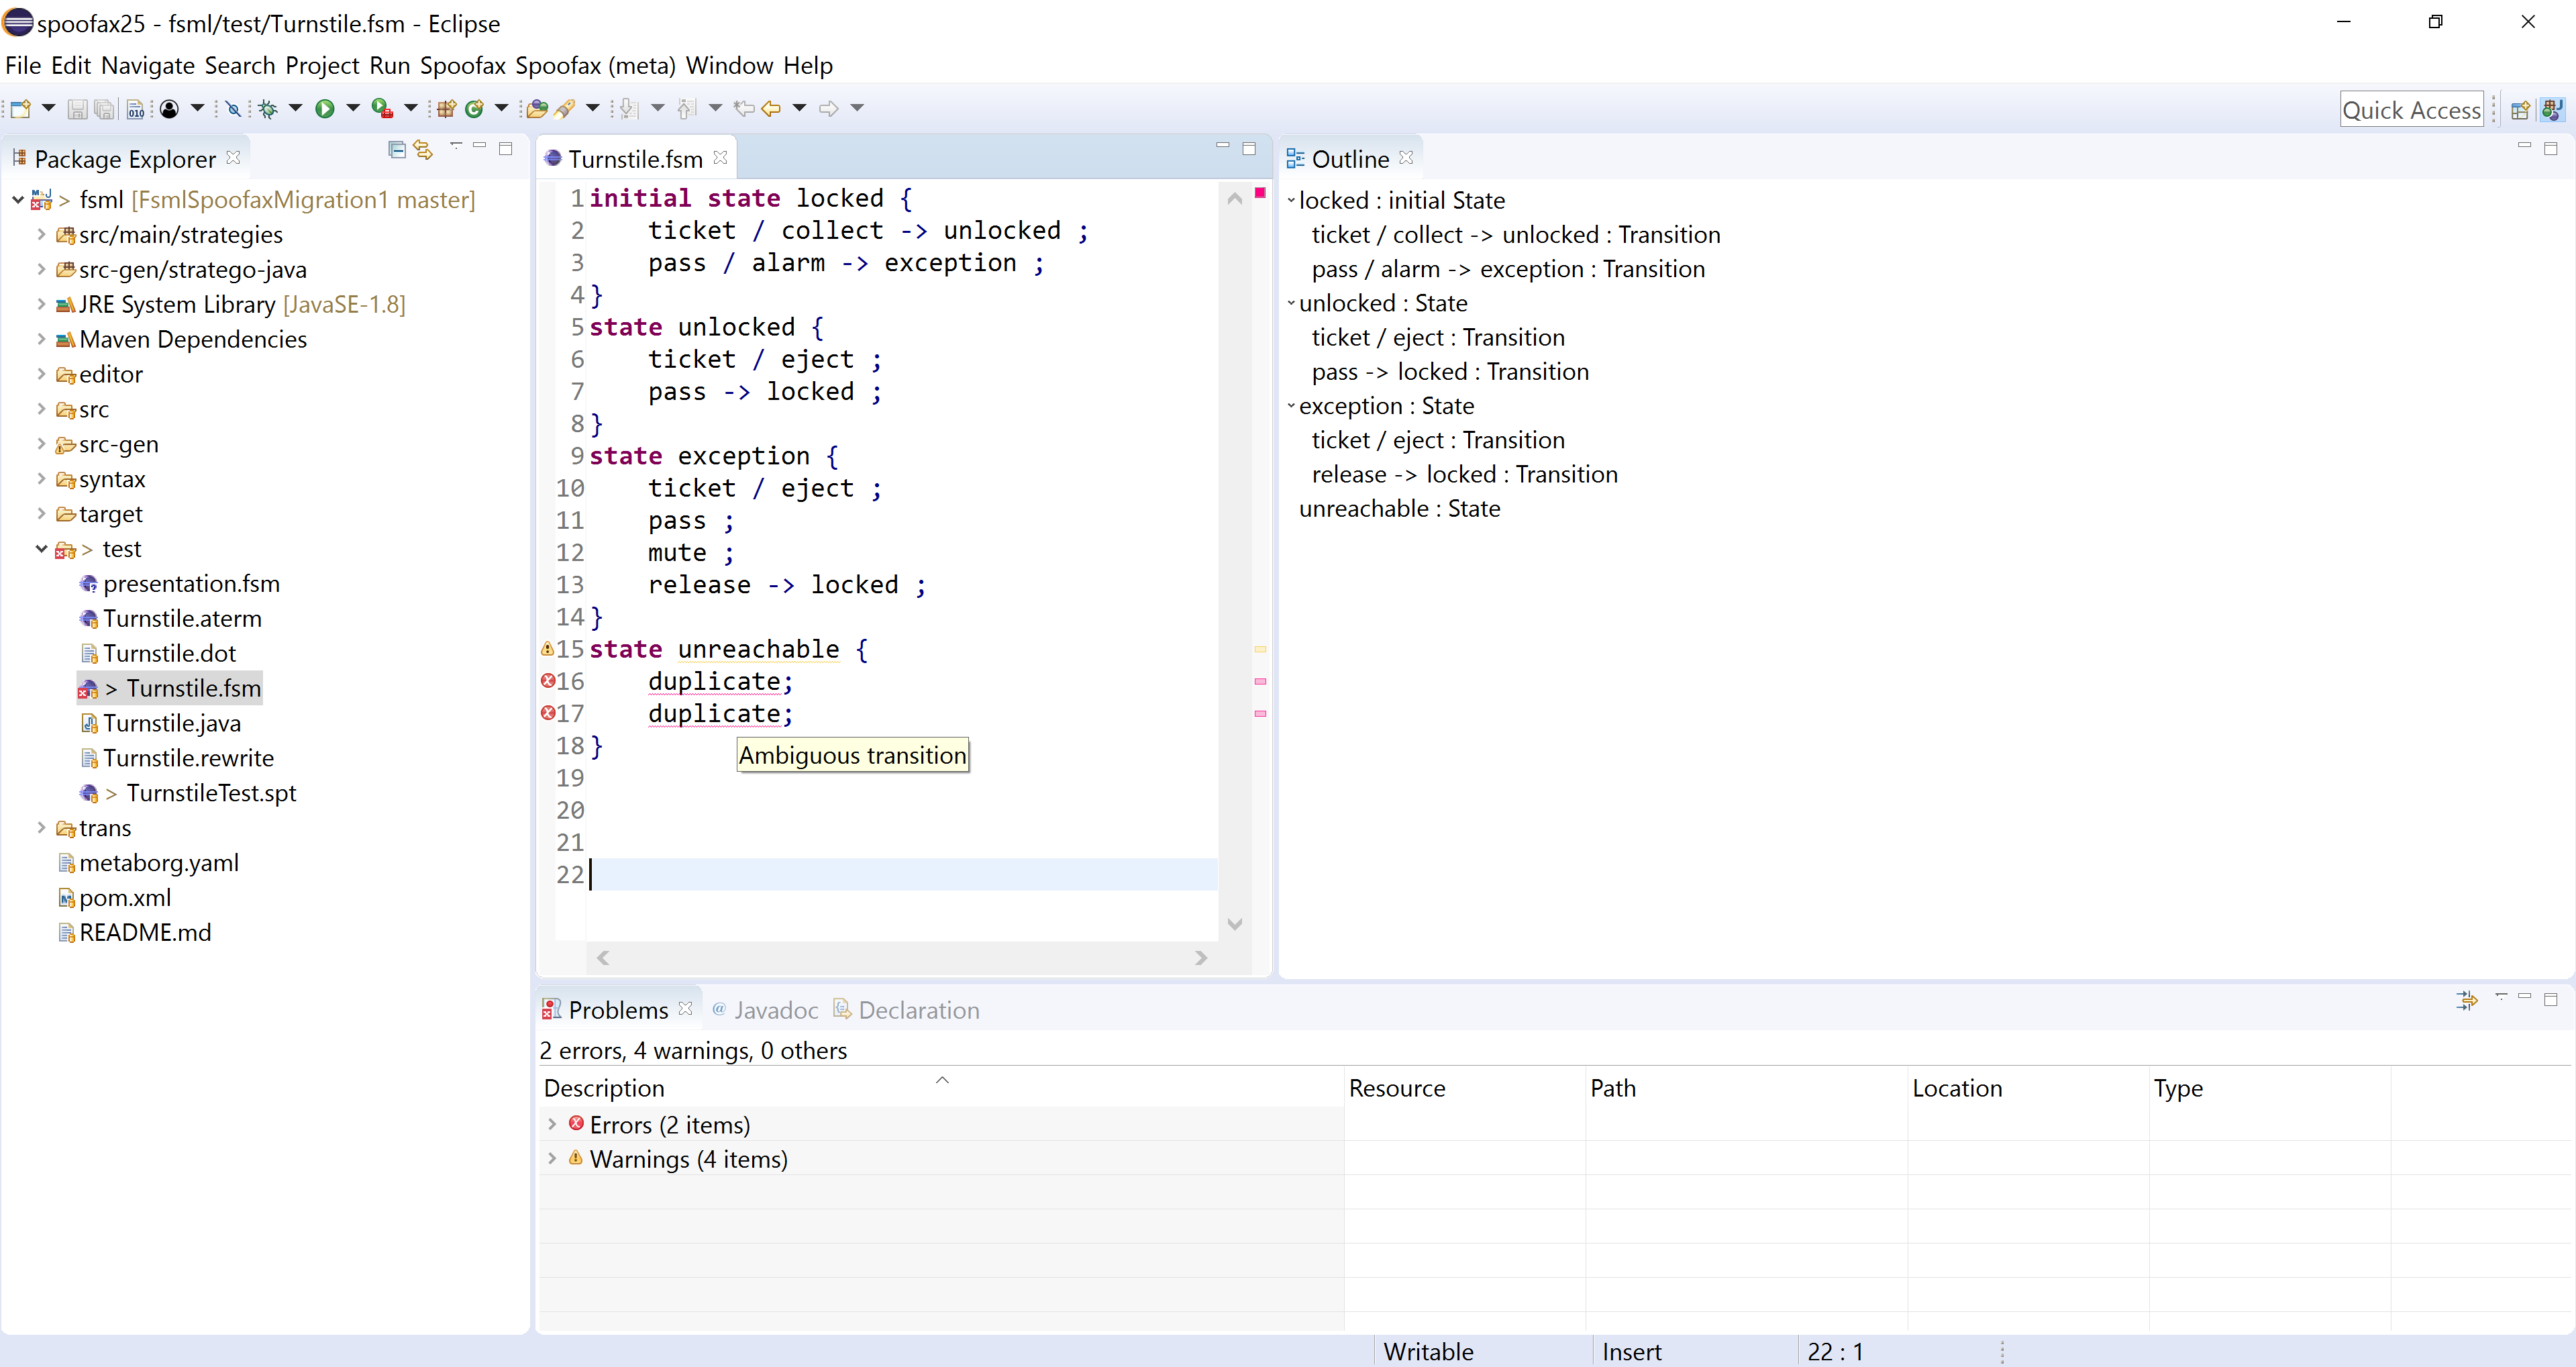 spoofax25 - fsml/test/Turnstile.fsm - Eclipse
File Edit Navigate Search Project Run Spoofax Spoofax (meta) Window Help
Quick Access
Package Explorer
> fsml [FsmlSpoofaxMigration1 master]
src/main/strategies
src-gen/stratego-java
JRE System Library [JavaSE-1.8]
Maven Dependencies
editor
src
src-gen
syntax
target
> test
presentation.fsm
Turnstile.aterm
Turnstile.dot
> Turnstile.fsm
Turnstile.java
Turnstile.rewrite
> TurnstileTest.spt
trans
metaborg.yaml
pom.xml
README.md
Turnstile.fsm
1 initial state locked {
2 ticket / collect -> unlocked ;
3 pass / alarm -> exception ;
4 }
5 state unlocked {
6 ticket / eject ;
7 pass -> locked ;
8 }
9 state exception {
10 ticket / eject ;
11 pass ;
12 mute ;
13 release -> locked ;
14 }
15 state unreachable {
16 duplicate;
17 duplicate;
18 }
Ambiguous transition
19
20
21
22
Outline
locked : initial State
ticket / collect -> unlocked : Transition
pass / alarm -> exception : Transition
unlocked : State
ticket / eject : Transition
pass -> locked : Transition
exception : State
ticket / eject : Transition
release -> locked : Transition
unreachable : State
Problems @ Javadoc Declaration
2 errors, 4 warnings, 0 others
Description Resource Path Location Type
Errors (2 items)
Warnings (4 items)
Writable Insert 22 : 1